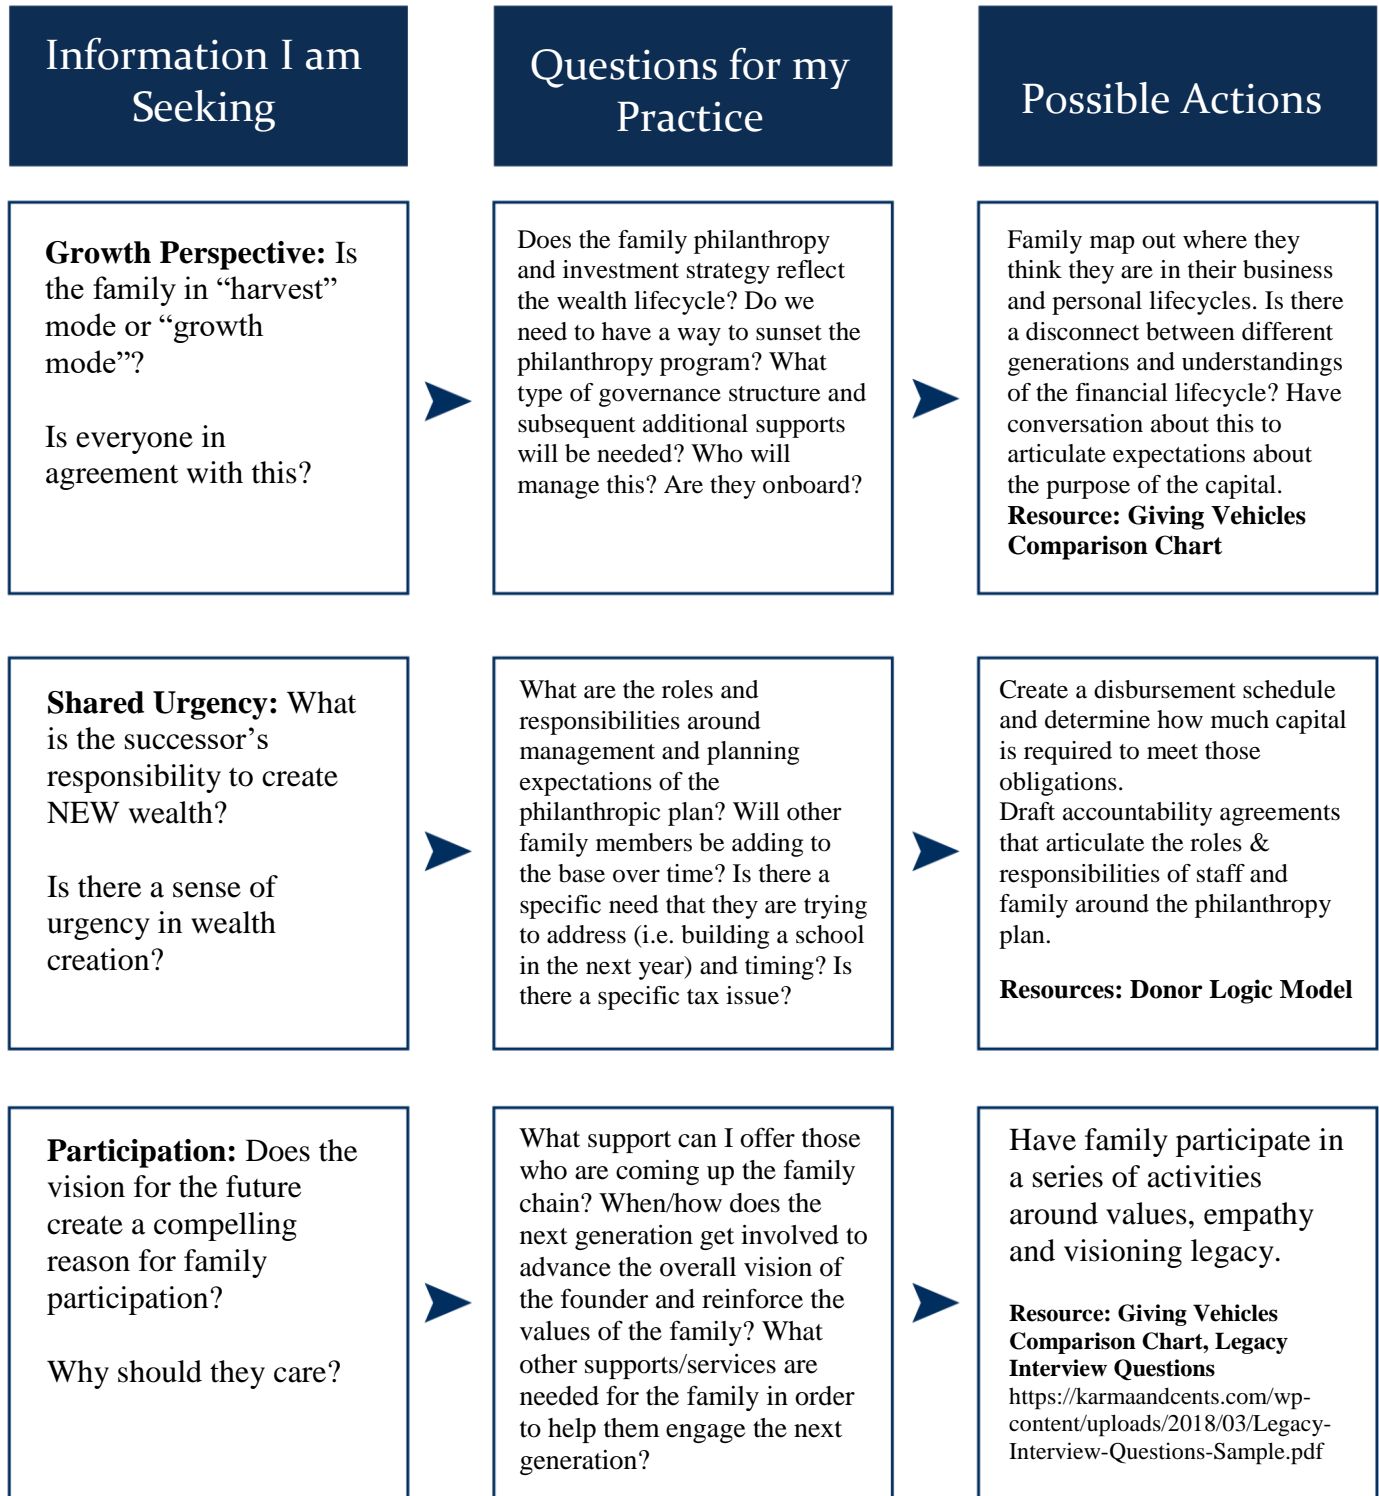 Information I am
Seeking
Questions for my
Practice
Possible Actions
Growth Perspective: Is
the family in “harvest”
mode or “growth
mode”?
Is everyone in
agreement with this?
Does the family philanthropy
and investment strategy reflect
the wealth lifecycle? Do we
need to have a way to sunset the
philanthropy program? What
type of governance structure and
subsequent additional supports
will be needed? Who will
manage this? Are they onboard?
Family map out where they
think they are in their business
and personal lifecycles. Is there
a disconnect between different
generations and understandings
of the financial lifecycle? Have
conversation about this to
articulate expectations about
the purpose of the capital.
Resource: Giving Vehicles
Comparison Chart
Shared Urgency: What
is the successor’s
responsibility to create
NEW wealth?
Is there a sense of
urgency in wealth
creation?
What are the roles and
responsibilities around
management and planning
expectations of the
philanthropic plan? Will other
family members be adding to
the base over time? Is there a
specific need that they are trying
to address (i.e. building a school
in the next year) and timing? Is
there a specific tax issue?
Create a disbursement schedule
and determine how much capital
is required to meet those
obligations.
Draft accountability agreements
that articulate the roles &
responsibilities of staff and
family around the philanthropy
plan.
Resources: Donor Logic Model
Participation: Does the
vision for the future
create a compelling
reason for family
participation?
Why should they care?
What support can I offer those
who are coming up the family
chain? When/how does the
next generation get involved to
advance the overall vision of
the founder and reinforce the
values of the family? What
other supports/services are
needed for the family in order
to help them engage the next
generation?
Have family participate in
a series of activities
around values, empathy
and visioning legacy.
Resource: Giving Vehicles
Comparison Chart, Legacy
Interview Questions
https://karmaandcents.com/wp-
content/uploads/2018/03/Legacy-
Interview-Questions-Sample.pdf